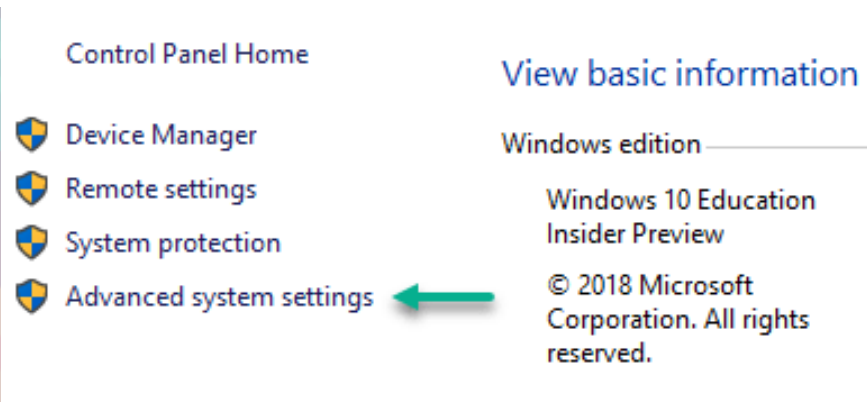 Control Panel Home
Device Manager
Remote settings
System protection
Advanced system settings
View basic information
Windows edition
Windows 10 Education
Insider Preview
© 2018 Microsoft
Corporation. All rights
reserved.